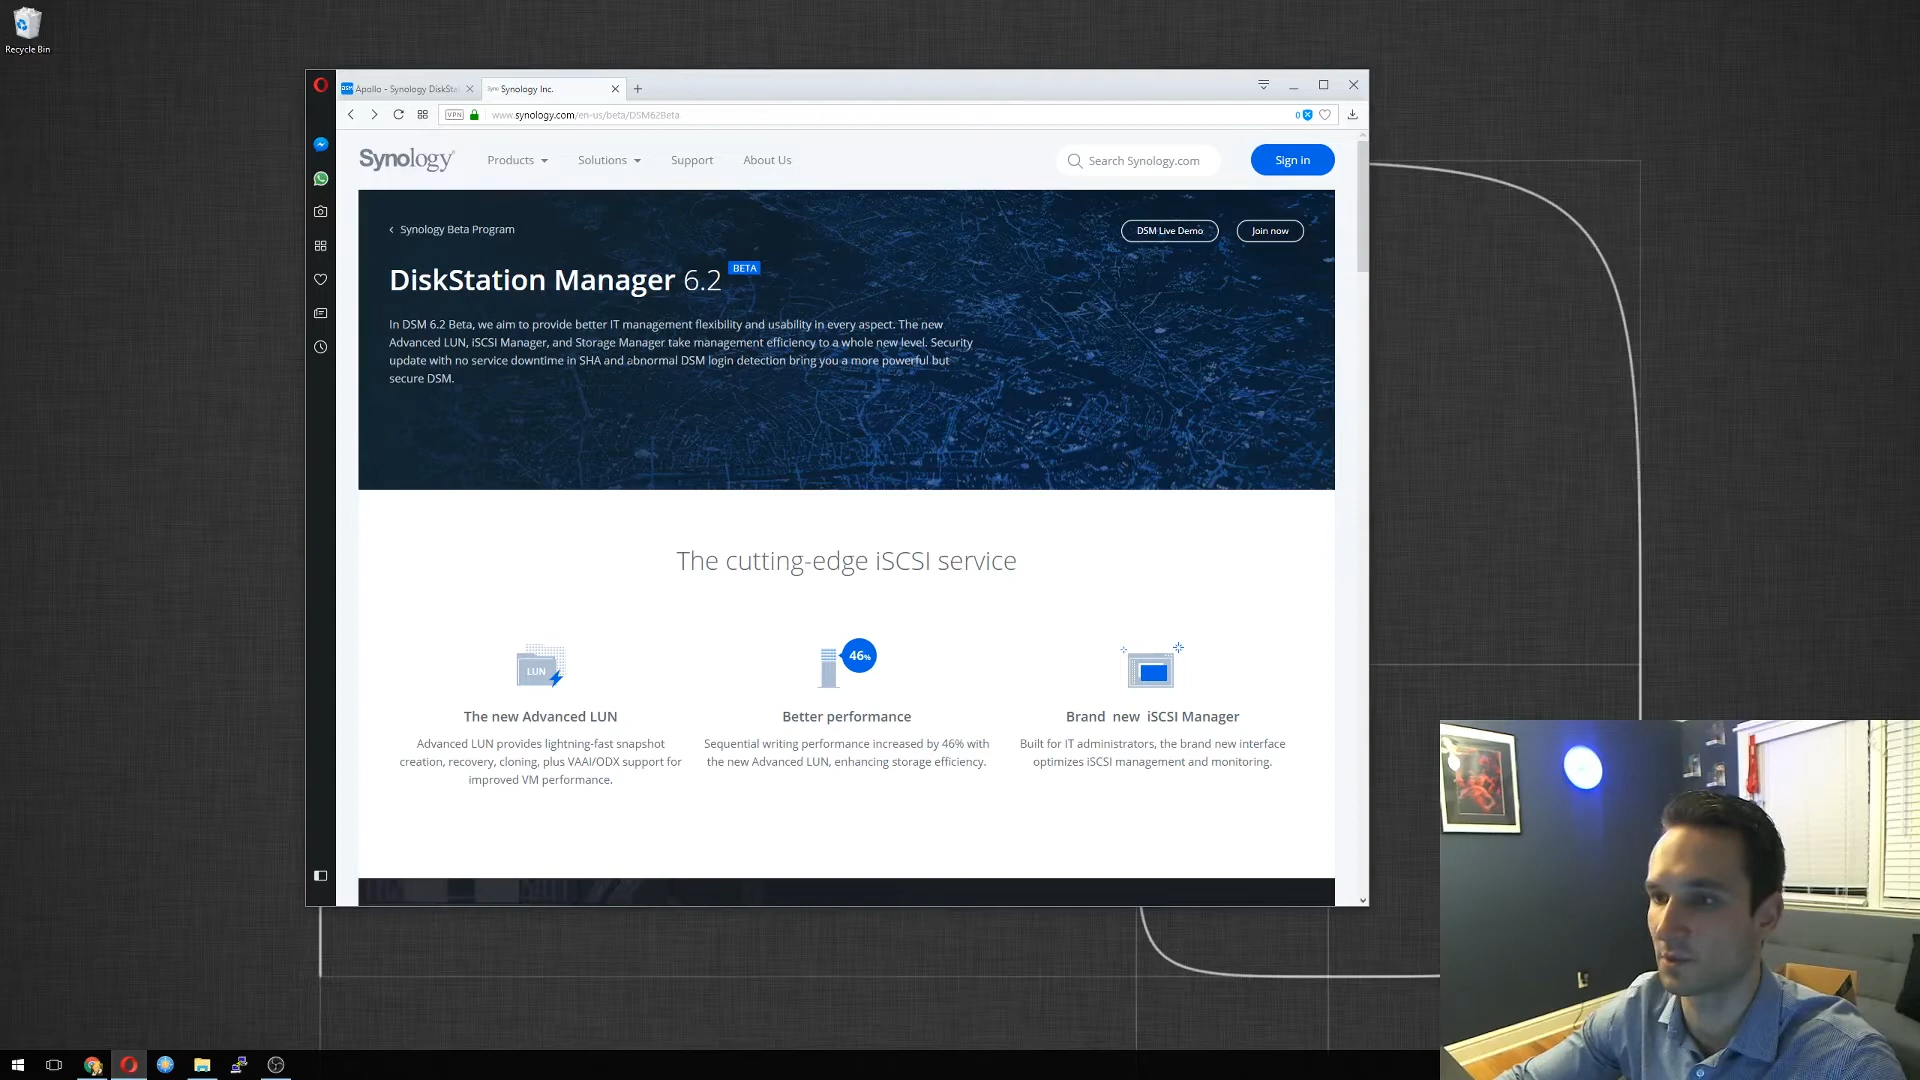 Recycle Bin
Apollo - Synology DiskSta
Syno Synology Inc.
VPN
www.synology.com/en-us/beta/DSM62Beta
0
Synology
Products
Solutions
Support
About Us
Search Synology.com
Sign in
‹ Synology Beta Program
DSM Live Demo
Join now
DiskStation Manager 6.2 BETA
In DSM 6.2 Beta, we aim to provide better IT management flexibility and usability in every aspect. The new
Advanced LUN, iSCSI Manager, and Storage Manager take management efficiency to a whole new level. Security
update with no service downtime in SHA and abnormal DSM login detection bring you a more powerful but
secure DSM.
The cutting-edge iSCSI service
LUN
46%
The new Advanced LUN
Advanced LUN provides lightning-fast snapshot
creation, recovery, cloning, plus VAAI/ODX support for
improved VM performance.
Better performance
Sequential writing performance increased by 46% with
the new Advanced LUN, enhancing storage efficiency.
Brand new iSCSI Manager
Built for IT administrators, the brand new interface
optimizes iSCSI management and monitoring.